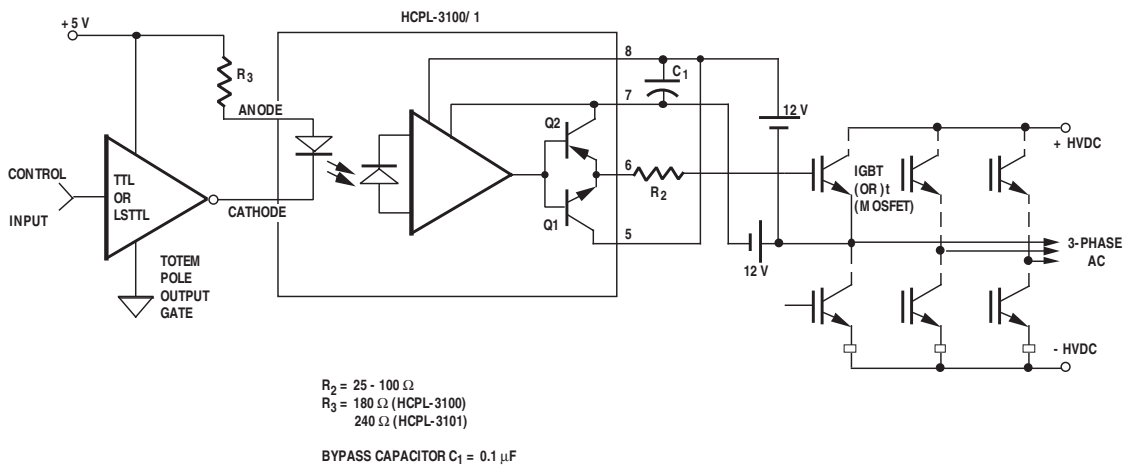 HCPL-3100/ 1
+ 5 V
R3
ANODE
CONTROL
INPUT
TTL
OR
LSTTL
CATHODE
TOTEM
POLE
OUTPUT
GATE
Q2
Q1
8
C1
7
6
R2
5
12 V
12 V
IGBT
(OR )t
(MOSFET)
+ HVDC
3-PHASE
AC
- HVDC
R2 = 25 - 100 Ω
R3 = 180 Ω (HCPL-3100)
240 Ω (HCPL-3101)
BYPASS CAPACITOR C1 = 0.1 µF